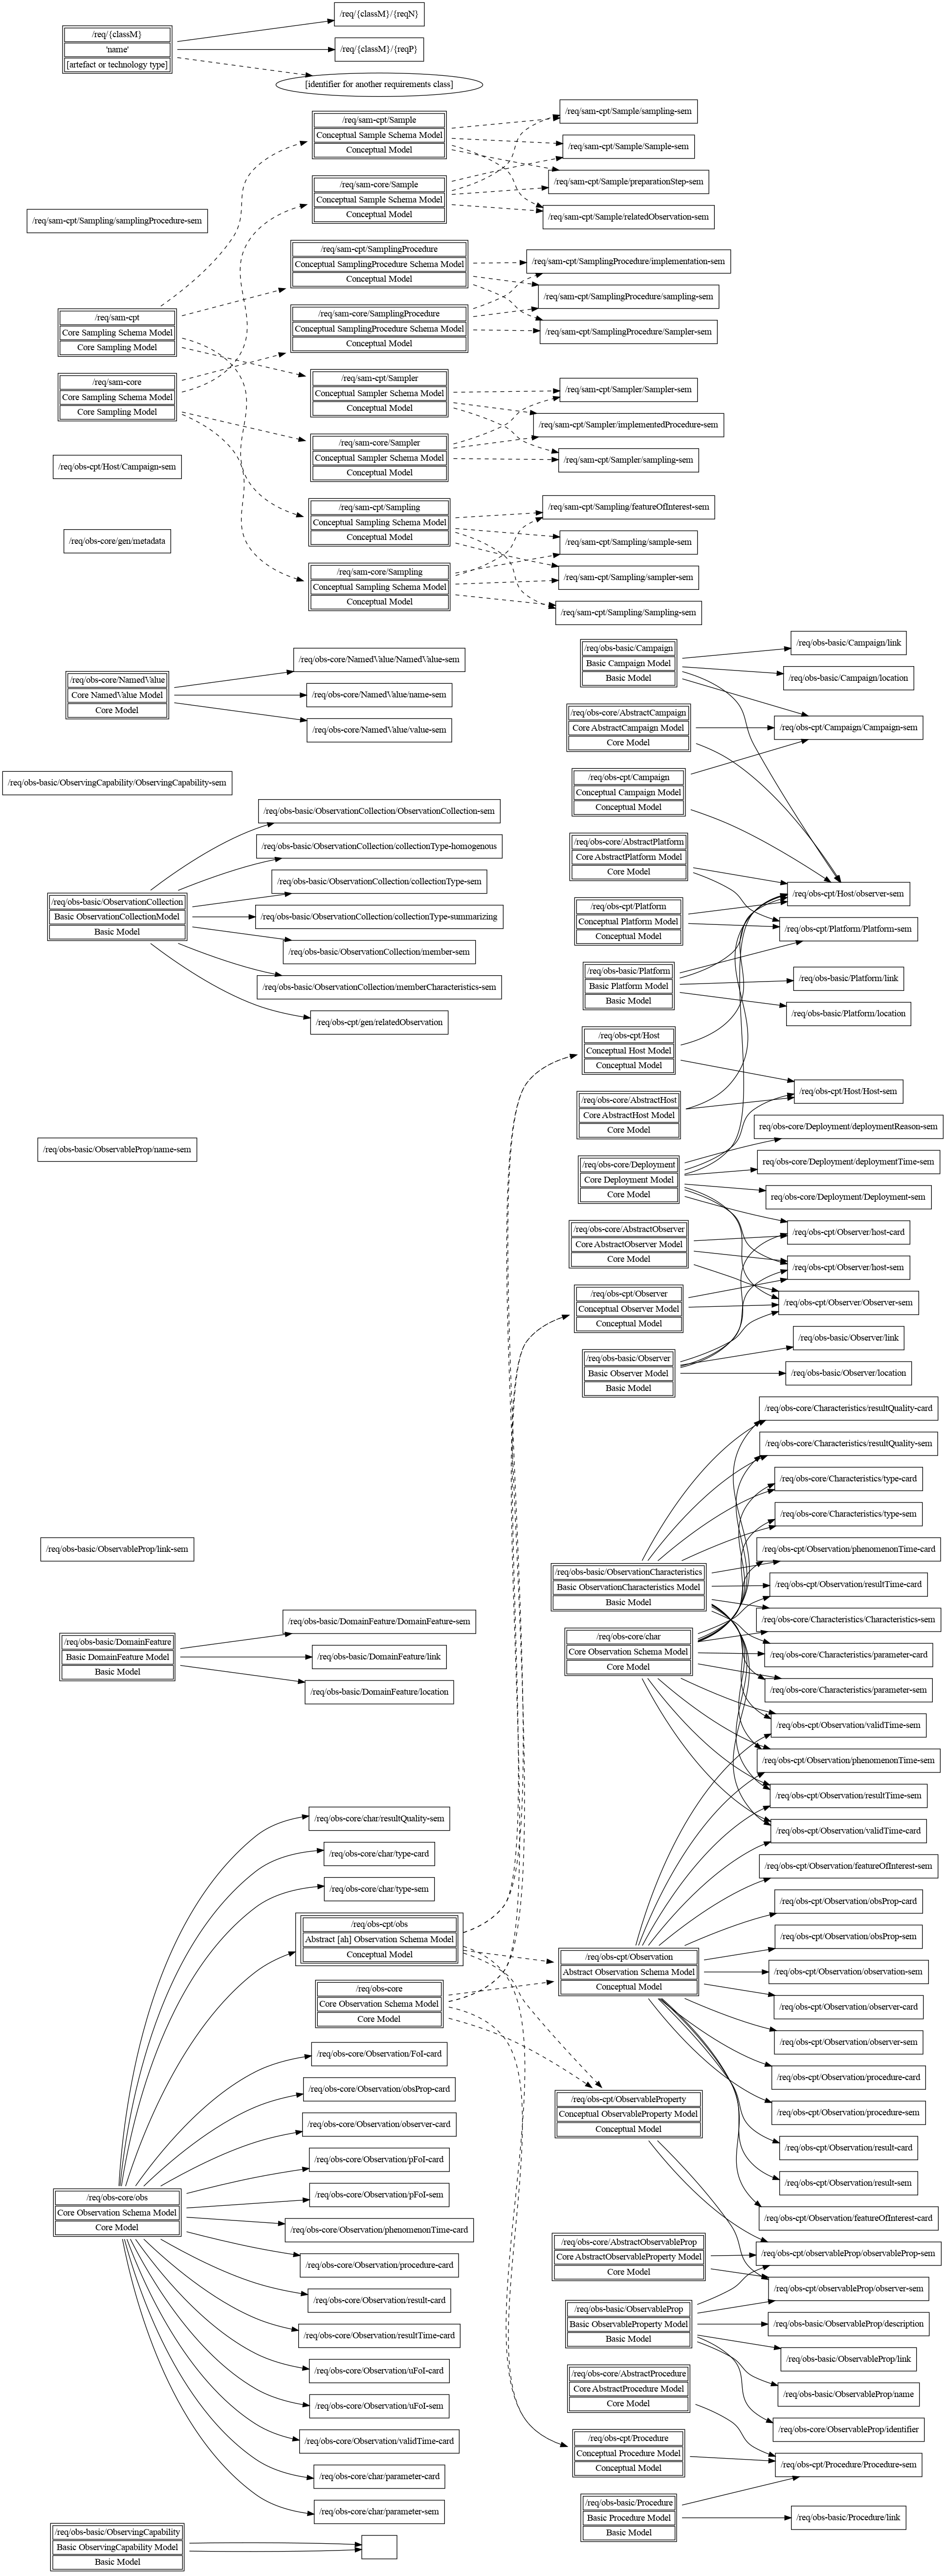 /req/{classM}
'name'
[artefact or technology type]
/req/{classM}/{reqN}
/req/{classM}/{reqP}
[identifier for another requirements class]
/req/sam-cpt/Sample
Conceptual Sample Schema Model
Conceptual Model
/req/sam-core/Sample
Conceptual Sample Schema Model
Conceptual Model
/req/sam-cpt/Sample/sampling-sem
/req/sam-cpt/Sample/Sample-sem
/req/sam-cpt/Sample/preparationStep-sem
/req/sam-cpt/Sample/relatedObservation-sem
/req/sam-cpt/Sampling/samplingProcedure-sem
/req/sam-cpt/SamplingProcedure
Conceptual SamplingProcedure Schema Model
Conceptual Model
/req/sam-core/SamplingProcedure
Conceptual SamplingProcedure Schema Model
Conceptual Model
/req/sam-cpt/SamplingProcedure/implementation-sem
/req/sam-cpt/SamplingProcedure/sampling-sem
/req/sam-cpt/SamplingProcedure/Sampler-sem
/req/sam-cpt
Core Sampling Schema Model
Core Sampling Model
/req/sam-core
Core Sampling Schema Model
Core Sampling Model
/req/sam-cpt/Sampler
Conceptual Sampler Schema Model
Conceptual Model
/req/sam-core/Sampler
Conceptual Sampler Schema Model
Conceptual Model
/req/sam-cpt/Sampler/Sampler-sem
/req/sam-cpt/Sampler/implementedProcedure-sem
/req/sam-cpt/Sampler/sampling-sem
/req/obs-cpt/Host/Campaign-sem
/req/obs-core/gen/metadata
/req/sam-cpt/Sampling
Conceptual Sampling Schema Model
Conceptual Model
/req/sam-core/Sampling
Conceptual Sampling Schema Model
Conceptual Model
/req/sam-cpt/Sampling/featureOfInterest-sem
/req/sam-cpt/Sampling/sample-sem
/req/sam-cpt/Sampling/sampler-sem
/req/sam-cpt/Sampling/Sampling-sem
/req/obs-core/NamedValue
Core NamedValue Model
Core Model
/req/obs-core/NamedValue/NamedValue-sem
/req/obs-core/NamedValue/name-sem
/req/obs-core/NamedValue/value-sem
/req/obs-basic/Campaign
Basic Campaign Model
Basic Model
/req/obs-core/AbstractCampaign
Core AbstractCampaign Model
Core Model
/req/obs-cpt/Campaign
Conceptual Campaign Model
Conceptual Model
/req/obs-basic/Campaign/link
/req/obs-basic/Campaign/location
/req/obs-cpt/Campaign/Campaign-sem
/req/obs-basic/ObservingCapability/ObservingCapability-sem
/req/obs-basic/ObservationCollection
Basic ObservationCollectionModel
Basic Model
/req/obs-basic/ObservationCollection/ObservationCollection-sem
/req/obs-basic/ObservationCollection/collectionType-homogenous
/req/obs-basic/ObservationCollection/collectionType-sem
/req/obs-basic/ObservationCollection/collectionType-summarizing
/req/obs-basic/ObservationCollection/member-sem
/req/obs-basic/ObservationCollection/memberCharacteristics-sem
/req/obs-cpt/gen/relatedObservation
/req/obs-core/AbstractPlatform
Core AbstractPlatform Model
Core Model
/req/obs-cpt/Platform
Conceptual Platform Model
Conceptual Model
/req/obs-basic/Platform
Basic Platform Model
Basic Model
/req/obs-cpt/Host/observer-sem
/req/obs-cpt/Platform/Platform-sem
/req/obs-basic/Platform/link
/req/obs-basic/Platform/location
/req/obs-cpt/Host
Conceptual Host Model
Conceptual Model
/req/obs-core/AbstractHost
Core AbstractHost Model
Core Model
/req/obs-cpt/Host/Host-sem
/req/obs-basic/ObservableProp/name-sem
/req/obs-core/Deployment
Core Deployment Model
Core Model
req/obs-core/Deployment/deploymentReason-sem
req/obs-core/Deployment/deploymentTime-sem
req/obs-core/Deployment/Deployment-sem
/req/obs-core/AbstractObserver
Core AbstractObserver Model
Core Model
/req/obs-cpt/Observer
Conceptual Observer Model
Conceptual Model
/req/obs-basic/Observer
Basic Observer Model
Basic Model
/req/obs-cpt/Observer/host-card
/req/obs-cpt/Observer/host-sem
/req/obs-cpt/Observer/Observer-sem
/req/obs-basic/Observer/link
/req/obs-basic/Observer/location
/req/obs-basic/ObservableProp/link-sem
/req/obs-basic/ObservationCharacteristics
Basic ObservationCharacteristics Model
Basic Model
/req/obs-core/char
Core Observation Schema Model
Core Model
/req/obs-core/Characteristics/resultQuality-card
/req/obs-core/Characteristics/resultQuality-sem
/req/obs-core/Characteristics/type-card
/req/obs-core/Characteristics/type-sem
/req/obs-cpt/Observation/phenomenonTime-card
/req/obs-cpt/Observation/resultTime-card
/req/obs-core/Characteristics/Characteristics-sem
/req/obs-core/Characteristics/parameter-card
/req/obs-core/Characteristics/parameter-sem
/req/obs-cpt/Observation/validTime-sem
/req/obs-cpt/Observation/phenomenonTime-sem
/req/obs-cpt/Observation/resultTime-sem
/req/obs-cpt/Observation/validTime-card
/req/obs-basic/DomainFeature
Basic DomainFeature Model
Basic Model
/req/obs-basic/DomainFeature/DomainFeature-sem
/req/obs-basic/DomainFeature/link
/req/obs-basic/DomainFeature/location
/req/obs-core/char/resultQuality-sem
/req/obs-core/char/type-card
/req/obs-core/char/type-sem
/req/obs-cpt/obs
Abstract [ah] Observation Schema Model
Conceptual Model
/req/obs-core
Core Observation Schema Model
Core Model
/req/obs-cpt/Observation
Abstract Observation Schema Model
Conceptual Model
/req/obs-cpt/Observation/featureOfInterest-sem
/req/obs-cpt/Observation/obsProp-card
/req/obs-cpt/Observation/obsProp-sem
/req/obs-cpt/Observation/observation-sem
/req/obs-cpt/Observation/observer-card
/req/obs-cpt/Observation/observer-sem
/req/obs-cpt/Observation/procedure-card
/req/obs-cpt/Observation/procedure-sem
/req/obs-cpt/Observation/result-card
/req/obs-cpt/Observation/result-sem
/req/obs-cpt/Observation/featureOfInterest-card
/req/obs-core/obs
Core Observation Schema Model
Core Model
/req/obs-core/Observation/FoI-card
/req/obs-core/Observation/obsProp-card
/req/obs-core/Observation/observer-card
/req/obs-core/Observation/pFoI-card
/req/obs-core/Observation/pFoI-sem
/req/obs-core/Observation/phenomenonTime-card
/req/obs-core/Observation/procedure-card
/req/obs-core/Observation/result-card
/req/obs-core/Observation/resultTime-card
/req/obs-core/Observation/uFoI-card
/req/obs-core/Observation/uFoI-sem
/req/obs-core/Observation/validTime-card
/req/obs-core/char/parameter-card
/req/obs-core/char/parameter-sem
/req/obs-cpt/ObservableProperty
Conceptual ObservableProperty Model
Conceptual Model
/req/obs-core/AbstractObservableProp
Core AbstractObservableProperty Model
Core Model
/req/obs-basic/ObservableProp
Basic ObservableProperty Model
Basic Model
/req/obs-cpt/observableProp/observableProp-sem
/req/obs-cpt/observableProp/observer-sem
/req/obs-basic/ObservableProp/description
/req/obs-basic/ObservableProp/link
/req/obs-basic/ObservableProp/name
/req/obs-core/ObservableProp/identifier
/req/obs-core/AbstractProcedure
Core AbstractProcedure Model
Core Model
/req/obs-cpt/Procedure
Conceptual Procedure Model
Conceptual Model
/req/obs-basic/Procedure
Basic Procedure Model
Basic Model
/req/obs-cpt/Procedure/Procedure-sem
/req/obs-basic/Procedure/link
/req/obs-basic/ObservingCapability
Basic ObservingCapability Model
Basic Model